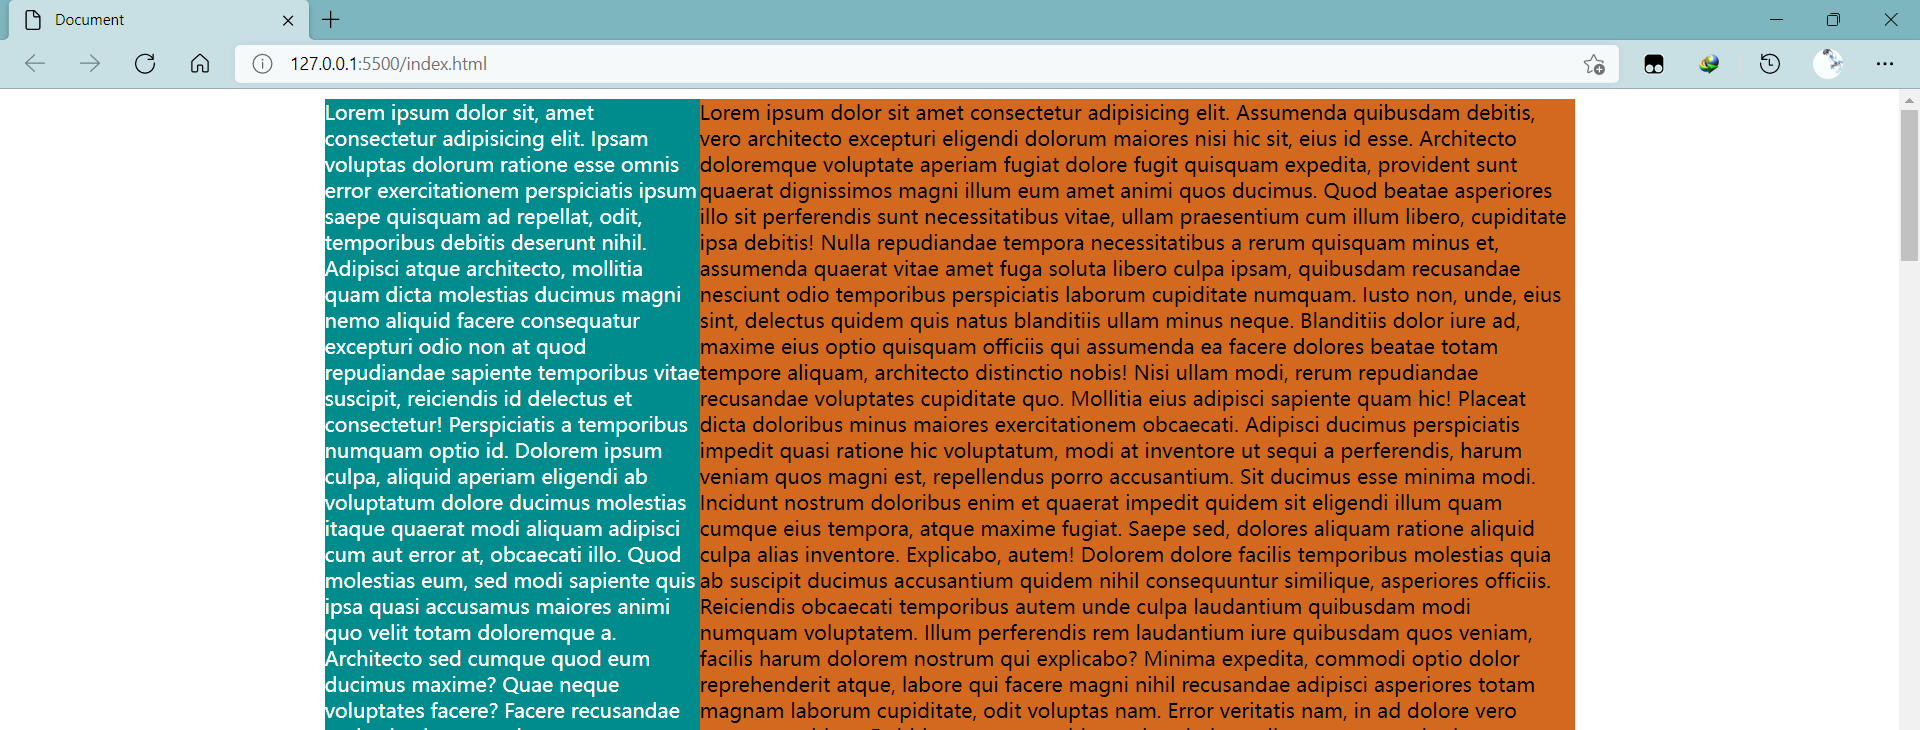 Document
127.0.0.1:5500/index.html
Lorem ipsum dolor sit, amet
consectetur adipisicing elit. Ipsam
voluptas dolorum ratione esse omnis
error exercitationem perspiciatis ipsum
saepe quisquam ad repellat, odit,
temporibus debitis deserunt nihil.
Adipisci atque architecto, mollitia
quam dicta molestias ducimus magni
nemo aliquid facere consequatur
excepturi odio non at quod
repudiandae sapiente temporibus vitae
suscipit, reiciendis id delectus et
consectetur! Perspiciatis a temporibus
numquam optio id. Dolorem ipsum
culpa, aliquid aperiam eligendi ab
voluptatum dolore ducimus molestias
itaque quaerat modi aliquam adipisci
cum aut error at, obcaecati illo. Quod
molestias eum, sed modi sapiente quis
ipsa quasi accusamus maiores animi
quo velit totam doloremque a.
Architecto sed cumque quod eum
ducimus maxime? Quae neque
voluptates facere? Facere recusandae
Lorem ipsum dolor sit amet consectetur adipisicing elit. Assumenda quibusdam debitis,
vero architecto excepturi eligendi dolorum maiores nisi hic sit, eius id esse. Architecto
doloremque voluptate aperiam fugiat dolore fugit quisquam expedita, provident sunt
quaerat dignissimos magni illum eum amet animi quos ducimus. Quod beatae asperiores
illo sit perferendis sunt necessitatibus vitae, ullam praesentium cum illum libero, cupiditate
ipsa debitis! Nulla repudiandae tempora necessitatibus a rerum quisquam minus et,
assumenda quaerat vitae amet fuga soluta libero culpa ipsam, quibusdam recusandae
nesciunt odio temporibus perspiciatis laborum cupiditate numquam. Iusto non, unde, eius
sint, delectus quidem quis natus blanditiis ullam minus neque. Blanditiis dolor iure ad,
maxime eius optio quisquam officiis qui assumenda ea facere dolores beatae totam
tempore aliquam, architecto distinctio nobis! Nisi ullam modi, rerum repudiandae
recusandae voluptates cupiditate quo. Mollitia eius adipisci sapiente quam hic! Placeat
dicta doloribus minus maiores exercitationem obcaecati. Adipisci ducimus perspiciatis
impedit quasi ratione hic voluptatum, modi at inventore ut sequi a perferendis, harum
veniam quos magni est, repellendus porro accusantium. Sit ducimus esse minima modi.
Incidunt nostrum doloribus enim et quaerat impedit quidem sit eligendi illum quam
cumque eius tempora, atque maxime fugiat. Saepe sed, dolores aliquam ratione aliquid
culpa alias inventore. Explicabo, autem! Dolorem dolore facilis temporibus molestias quia
ab suscipit ducimus accusantium quidem nihil consequuntur similique, asperiores officiis.
Reiciendis obcaecati temporibus autem unde culpa laudantium quibusdam modi
numquam voluptatem. Illum perferendis rem laudantium iure quibusdam quos veniam,
facilis harum dolorem nostrum qui explicabo? Minima expedita, commodi optio dolor
reprehenderit atque, labore qui facere magni nihil recusandae adipisci asperiores totam
magnam laborum cupiditate, odit voluptas nam. Error veritatis nam, in ad dolore vero